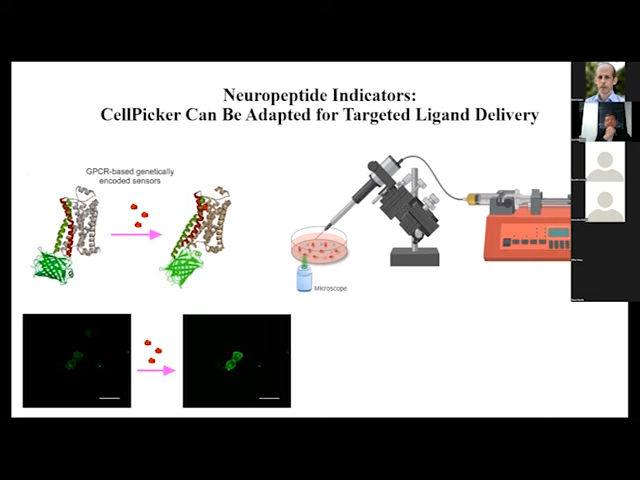 Neuropeptide Indicators:
CellPicker Can Be Adapted for Targeted Ligand Delivery
GPCR-based genetically
encoded sensors
Microscope